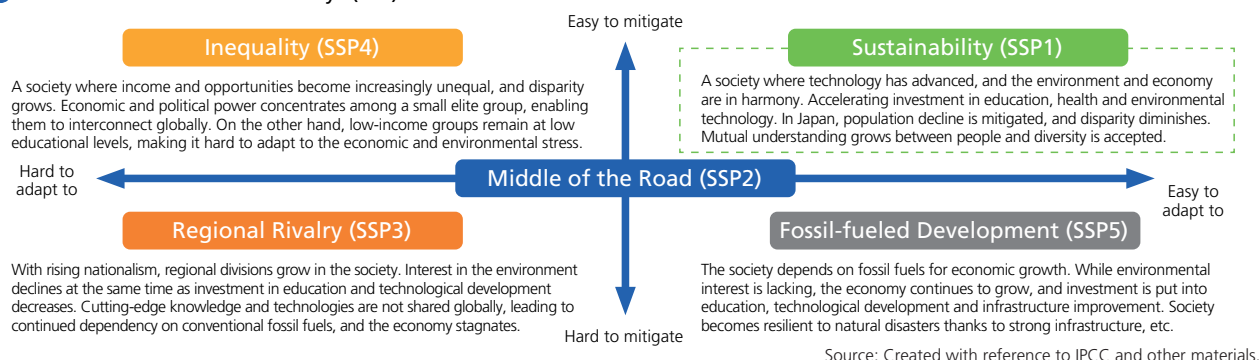 Easy to mitigate
Inequality (SSP4)
A society where income and opportunities become increasingly unequal, and disparity
grows. Economic and political power concentrates among a small elite group, enabling
them to interconnect globally. On the other hand, low-income groups remain at low
educational levels, making it hard to adapt to the economic and environmental stress.
Sustainability (SSP1)
A society where technology has advanced, and the environment and economy
are in harmony. Accelerating investment in education, health and environmental
technology. In Japan, population decline is mitigated, and disparity diminishes.
Mutual understanding grows between people and diversity is accepted.
Hard to
adapt to
Middle of the Road (SSP2)
Easy to
adapt to
Regional Rivalry (SSP3)
With rising nationalism, regional divisions grow in the society. Interest in the environment
declines at the same time as investment in education and technological development
decreases. Cutting-edge knowledge and technologies are not shared globally, leading to
continued dependency on conventional fossil fuels, and the economy stagnates.
Fossil-fueled Development (SSP5)
The society depends on fossil fuels for economic growth. While environmental
interest is lacking, the economy continues to grow, and investment is put into
education, technological development and infrastructure improvement. Society
becomes resilient to natural disasters thanks to strong infrastructure, etc.
Hard to mitigate
Source: Created with reference to IPCC and other materials